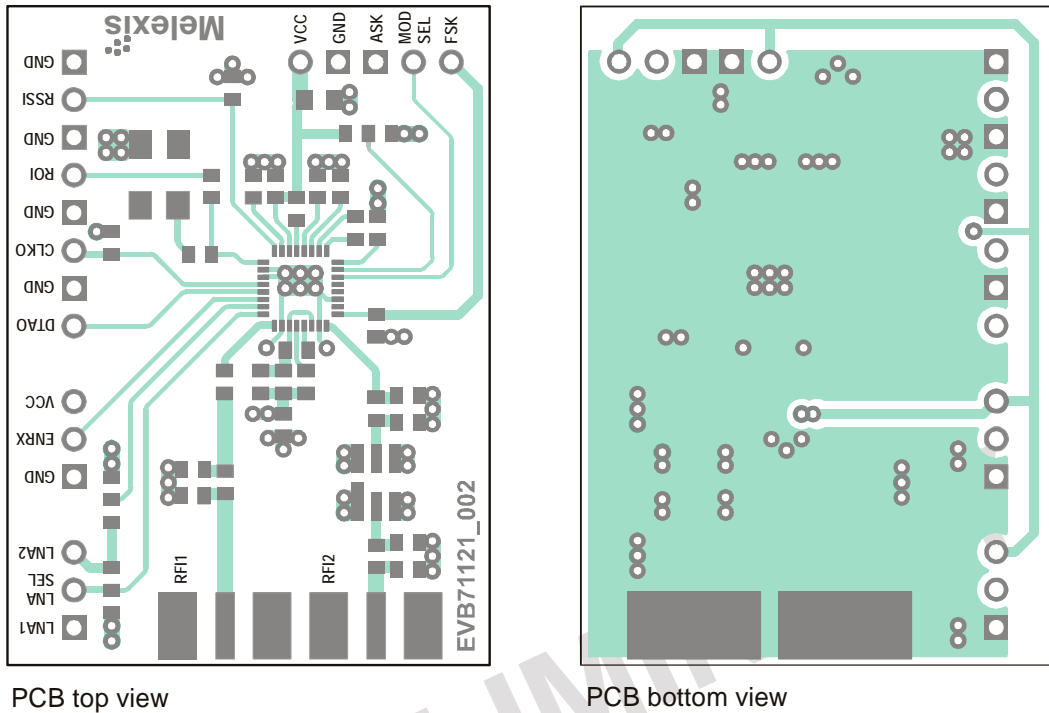 Melexis
VCC
GND
ASK
MOD
SEL
FSK
GND
RSSI
GND
ROI
GND
CLKO
GND
DTAO
VCC
ENRX
GND
LNA2
LNA
SEL
LNA1
RFI1
RFI2
EVB71121_002
PCB top view
PCB bottom view